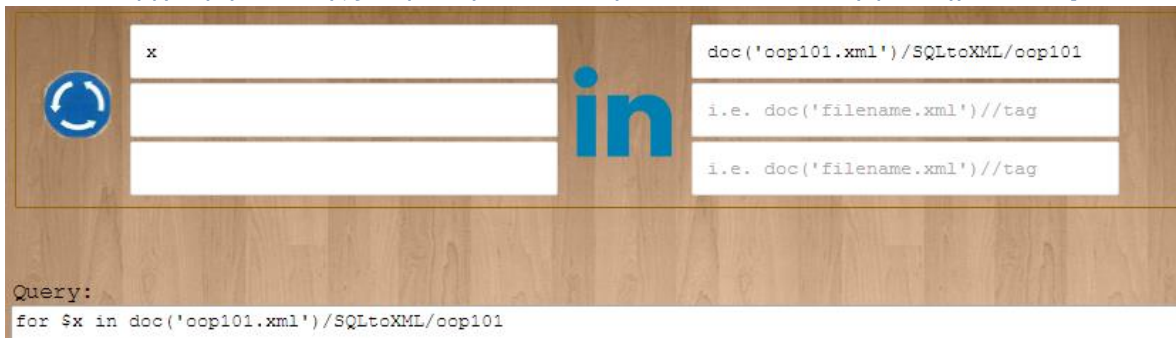 x
in
doc('oop101.xml')/SQLtoXML/oop101
i.e. doc('filename.xml')//tag
i.e. doc('filename.xml')//tag
Query:
for $x in doc('oop101.xml')/SQLtoXML/oop101